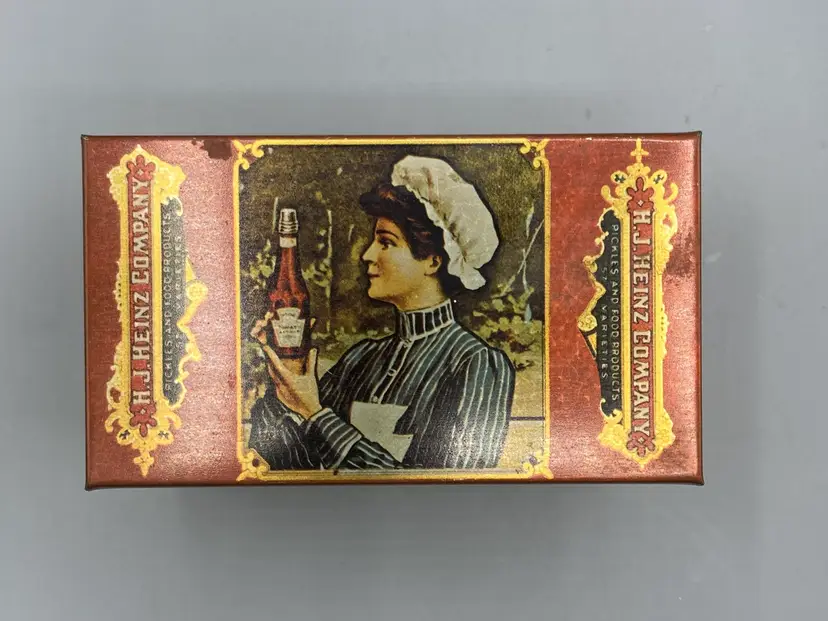 H.J. HEINZ COMPANY
PICKLES AND FOOD PRODUCTS
57 VARIETIES
H.J. HEINZ COMPANY
PICKLES AND FOOD PRODUCTS
57 VARIETIES